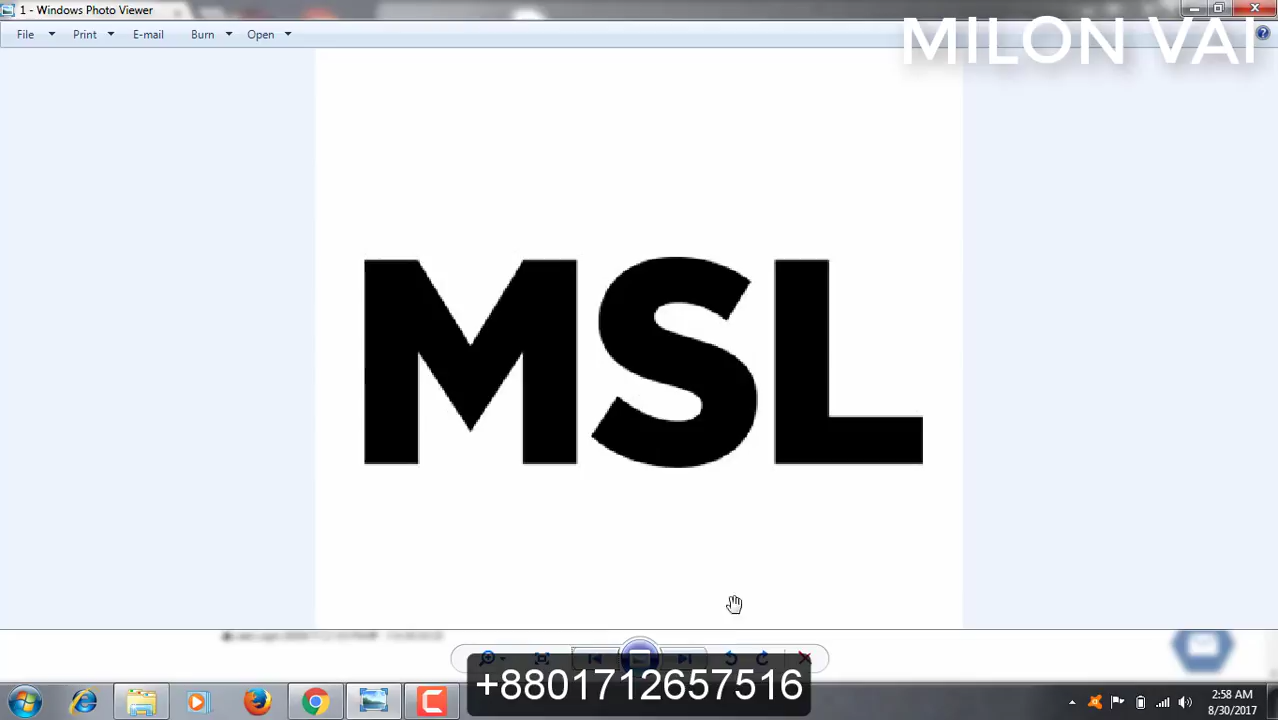 1 - Windows Photo Viewer
File Print E-mail Burn Open
MILON VAI
MSL
+8801712657516
2:58 AM
8/30/2017